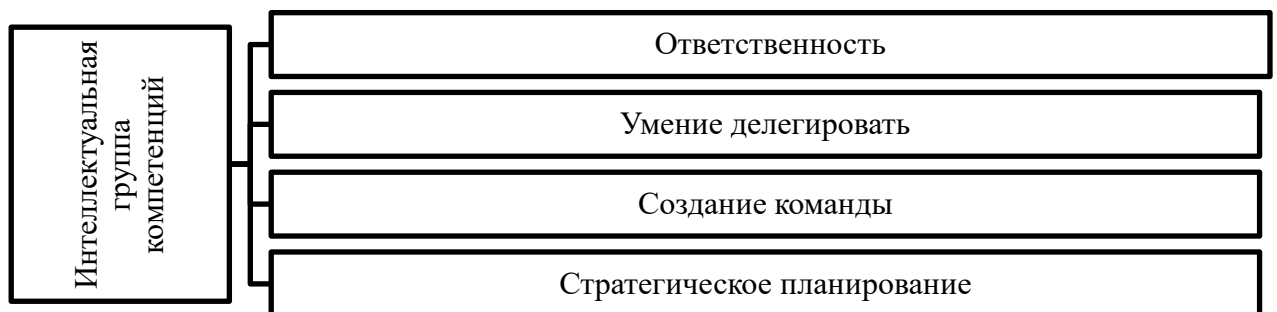 Интеллектуальная
группа
компетенций
Ответственность
Умение делегировать
Создание команды
Стратегическое планирование